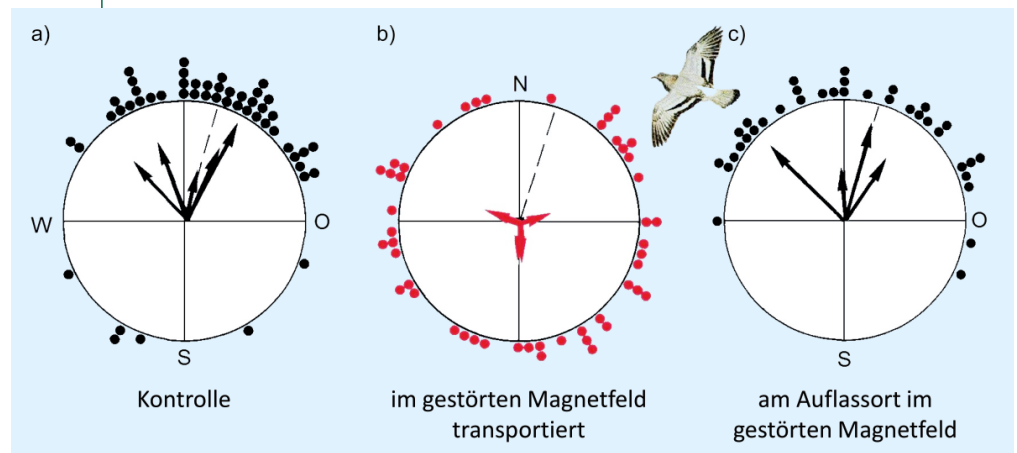 a)
b)
c)
N
W
O
O
S
S
Kontrolle
im gestörten Magnetfeld
transportiert
am Auflassort im
gestörten Magnetfeld